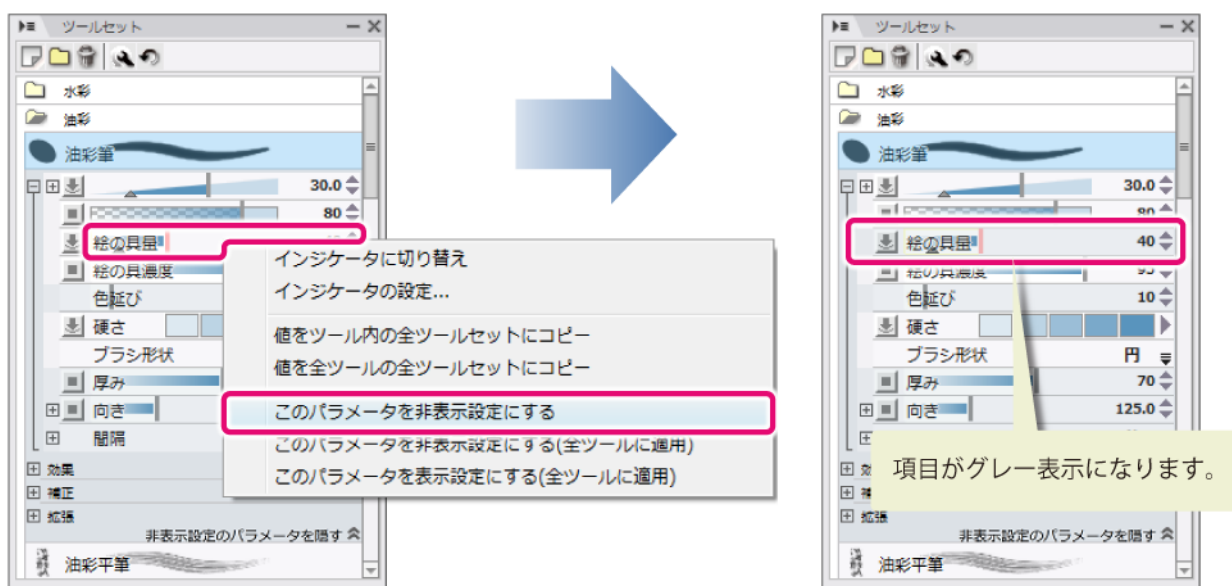 ツールセット
水彩
油彩
油彩筆
30.0
80
絵の具量
絵の具濃度
色延び
硬さ
ブラシ形状
厚み
向き
間隔
効果
補正
拡張
非表示設定のパラメータを隠す
油彩平筆
インジケータに切り替え
インジケータの設定...
値をツール内の全ツールセットにコピー
値を全ツールの全ツールセットにコピー
このパラメータを非表示設定にする
このパラメータを非表示設定にする(全ツールに適用)
このパラメータを表示設定にする(全ツールに適用)
ツールセット
水彩
油彩
油彩筆
30.0
80
絵の具量 40
絵の具濃度 95
色延び 10
硬さ
ブラシ形状 円
厚み 70
向き 125.0
項目がグレー表示になります。
拡張
非表示設定のパラメータを隠す
油彩平筆